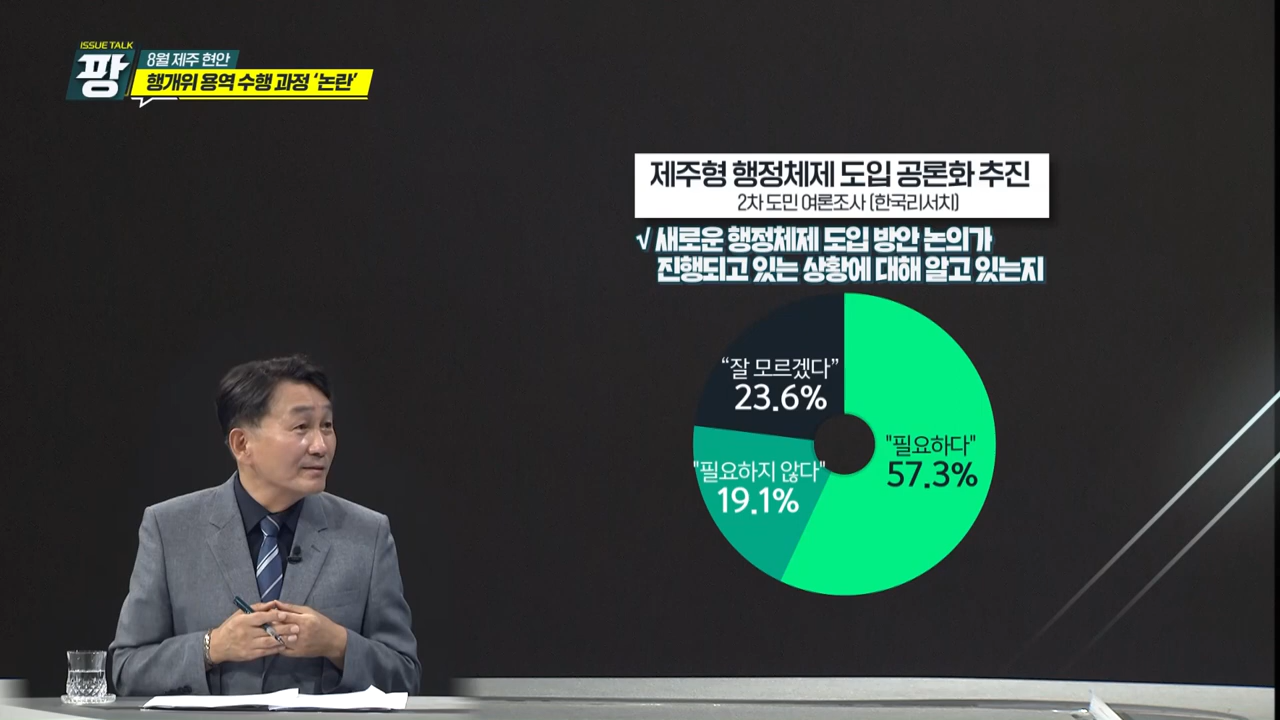 ISSUE TALK
팡
8월 제주 현안
행개위 용역 수행 과정 ‘논란’
제주형 행정체제 도입 공론화 추진
2차 도민 여론조사 (한국리서치)
√ 새로운 행정체제 도입 방안 논의가
진행되고 있는 상황에 대해 알고 있는지
“잘 모르겠다”
23.6%
"필요하다"
57.3%
"필요하지 않다"
19.1%